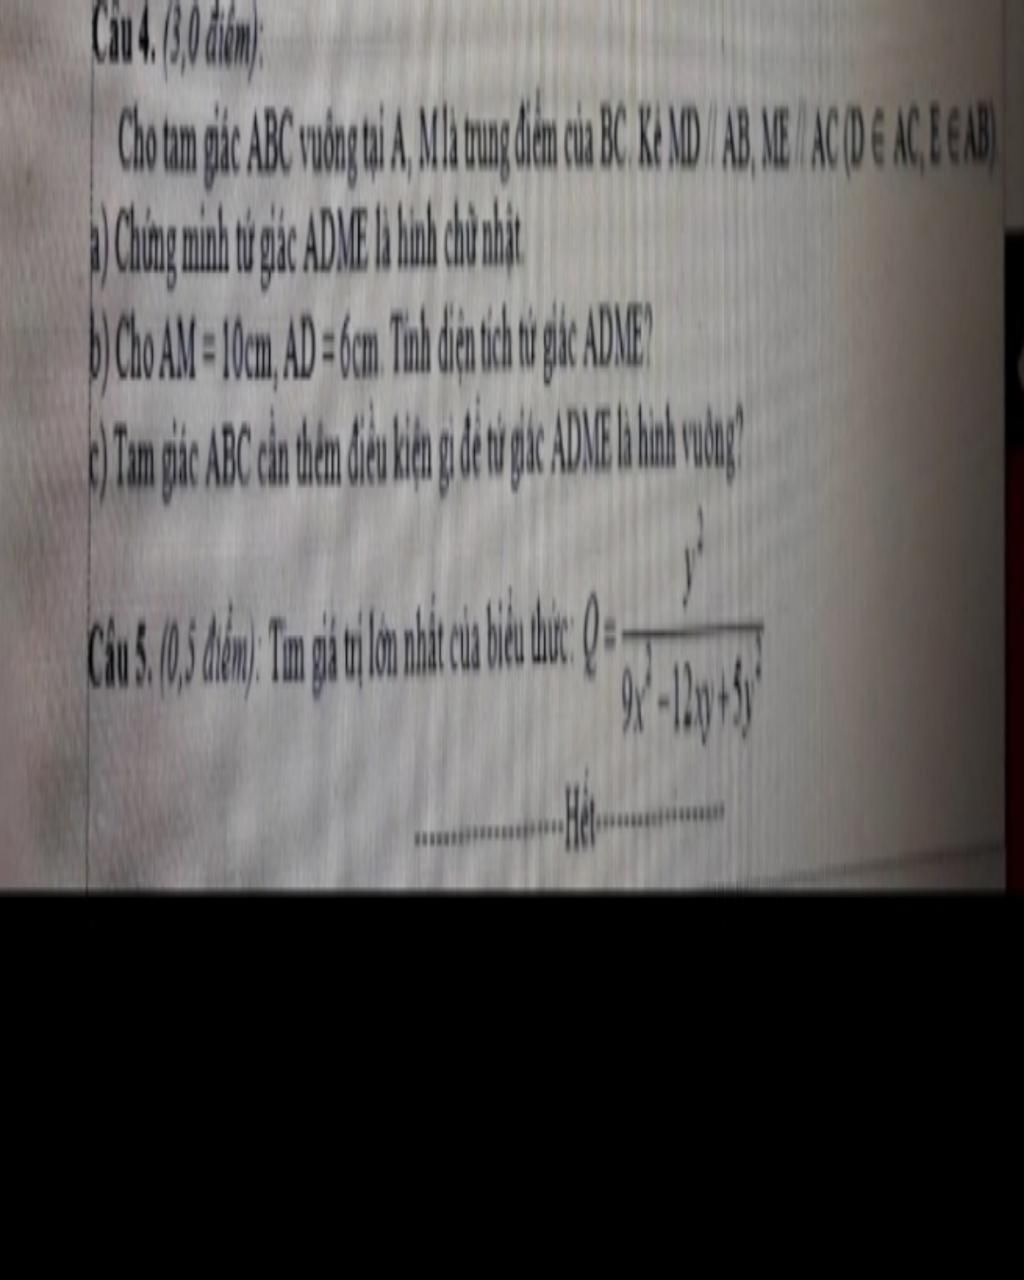 Câu 4. (3,0 điểm):
Cho tam giác ABC vuông tại A, M là trung điểm của BC. Kẻ MD // AB, ME // AC (D ∈ AC, E ∈ AB).
a) Chứng minh tứ giác ADME là hình chữ nhật.
b) Cho AM = 10cm, AD = 6cm. Tính diện tích tứ giác ADME?
c) Tam giác ABC cần thêm điều kiện gì để tứ giác ADME là hình vuông?
Câu 5. (0,5 điểm): Tìm giá trị lớn nhất của biểu thức: Q = y² / (9x² − 12xy + 5y²)
----------Hết----------